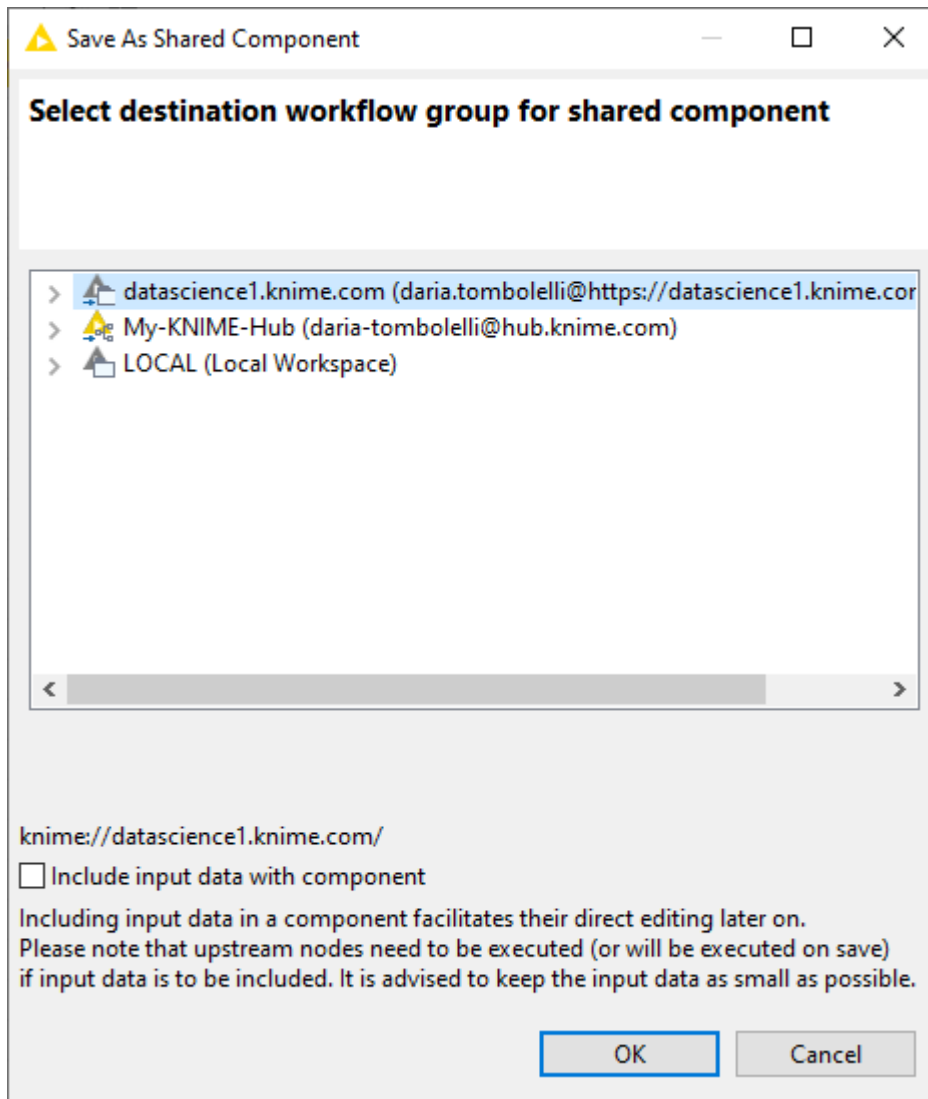 Save As Shared Component
Select destination workflow group for shared component
datascience1.knime.com (daria.tombolelli@https://datascience1.knime.cor
My-KNIME-Hub (daria-tombolelli@hub.knime.com)
LOCAL (Local Workspace)
knime://datascience1.knime.com/
Include input data with component
Including input data in a component facilitates their direct editing later on.
Please note that upstream nodes need to be executed (or will be executed on save)
if input data is to be included. It is advised to keep the input data as small as possible.
OK
Cancel